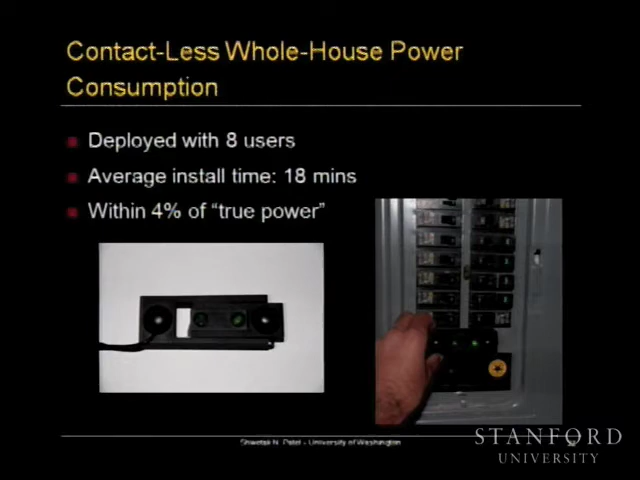 Contact-Less Whole-House Power
Consumption
Deployed with 8 users
Average install time: 18 mins
Within 4% of “true power”
Shwetak N. Patel - University of Washington
STANFORD
UNIVERSITY